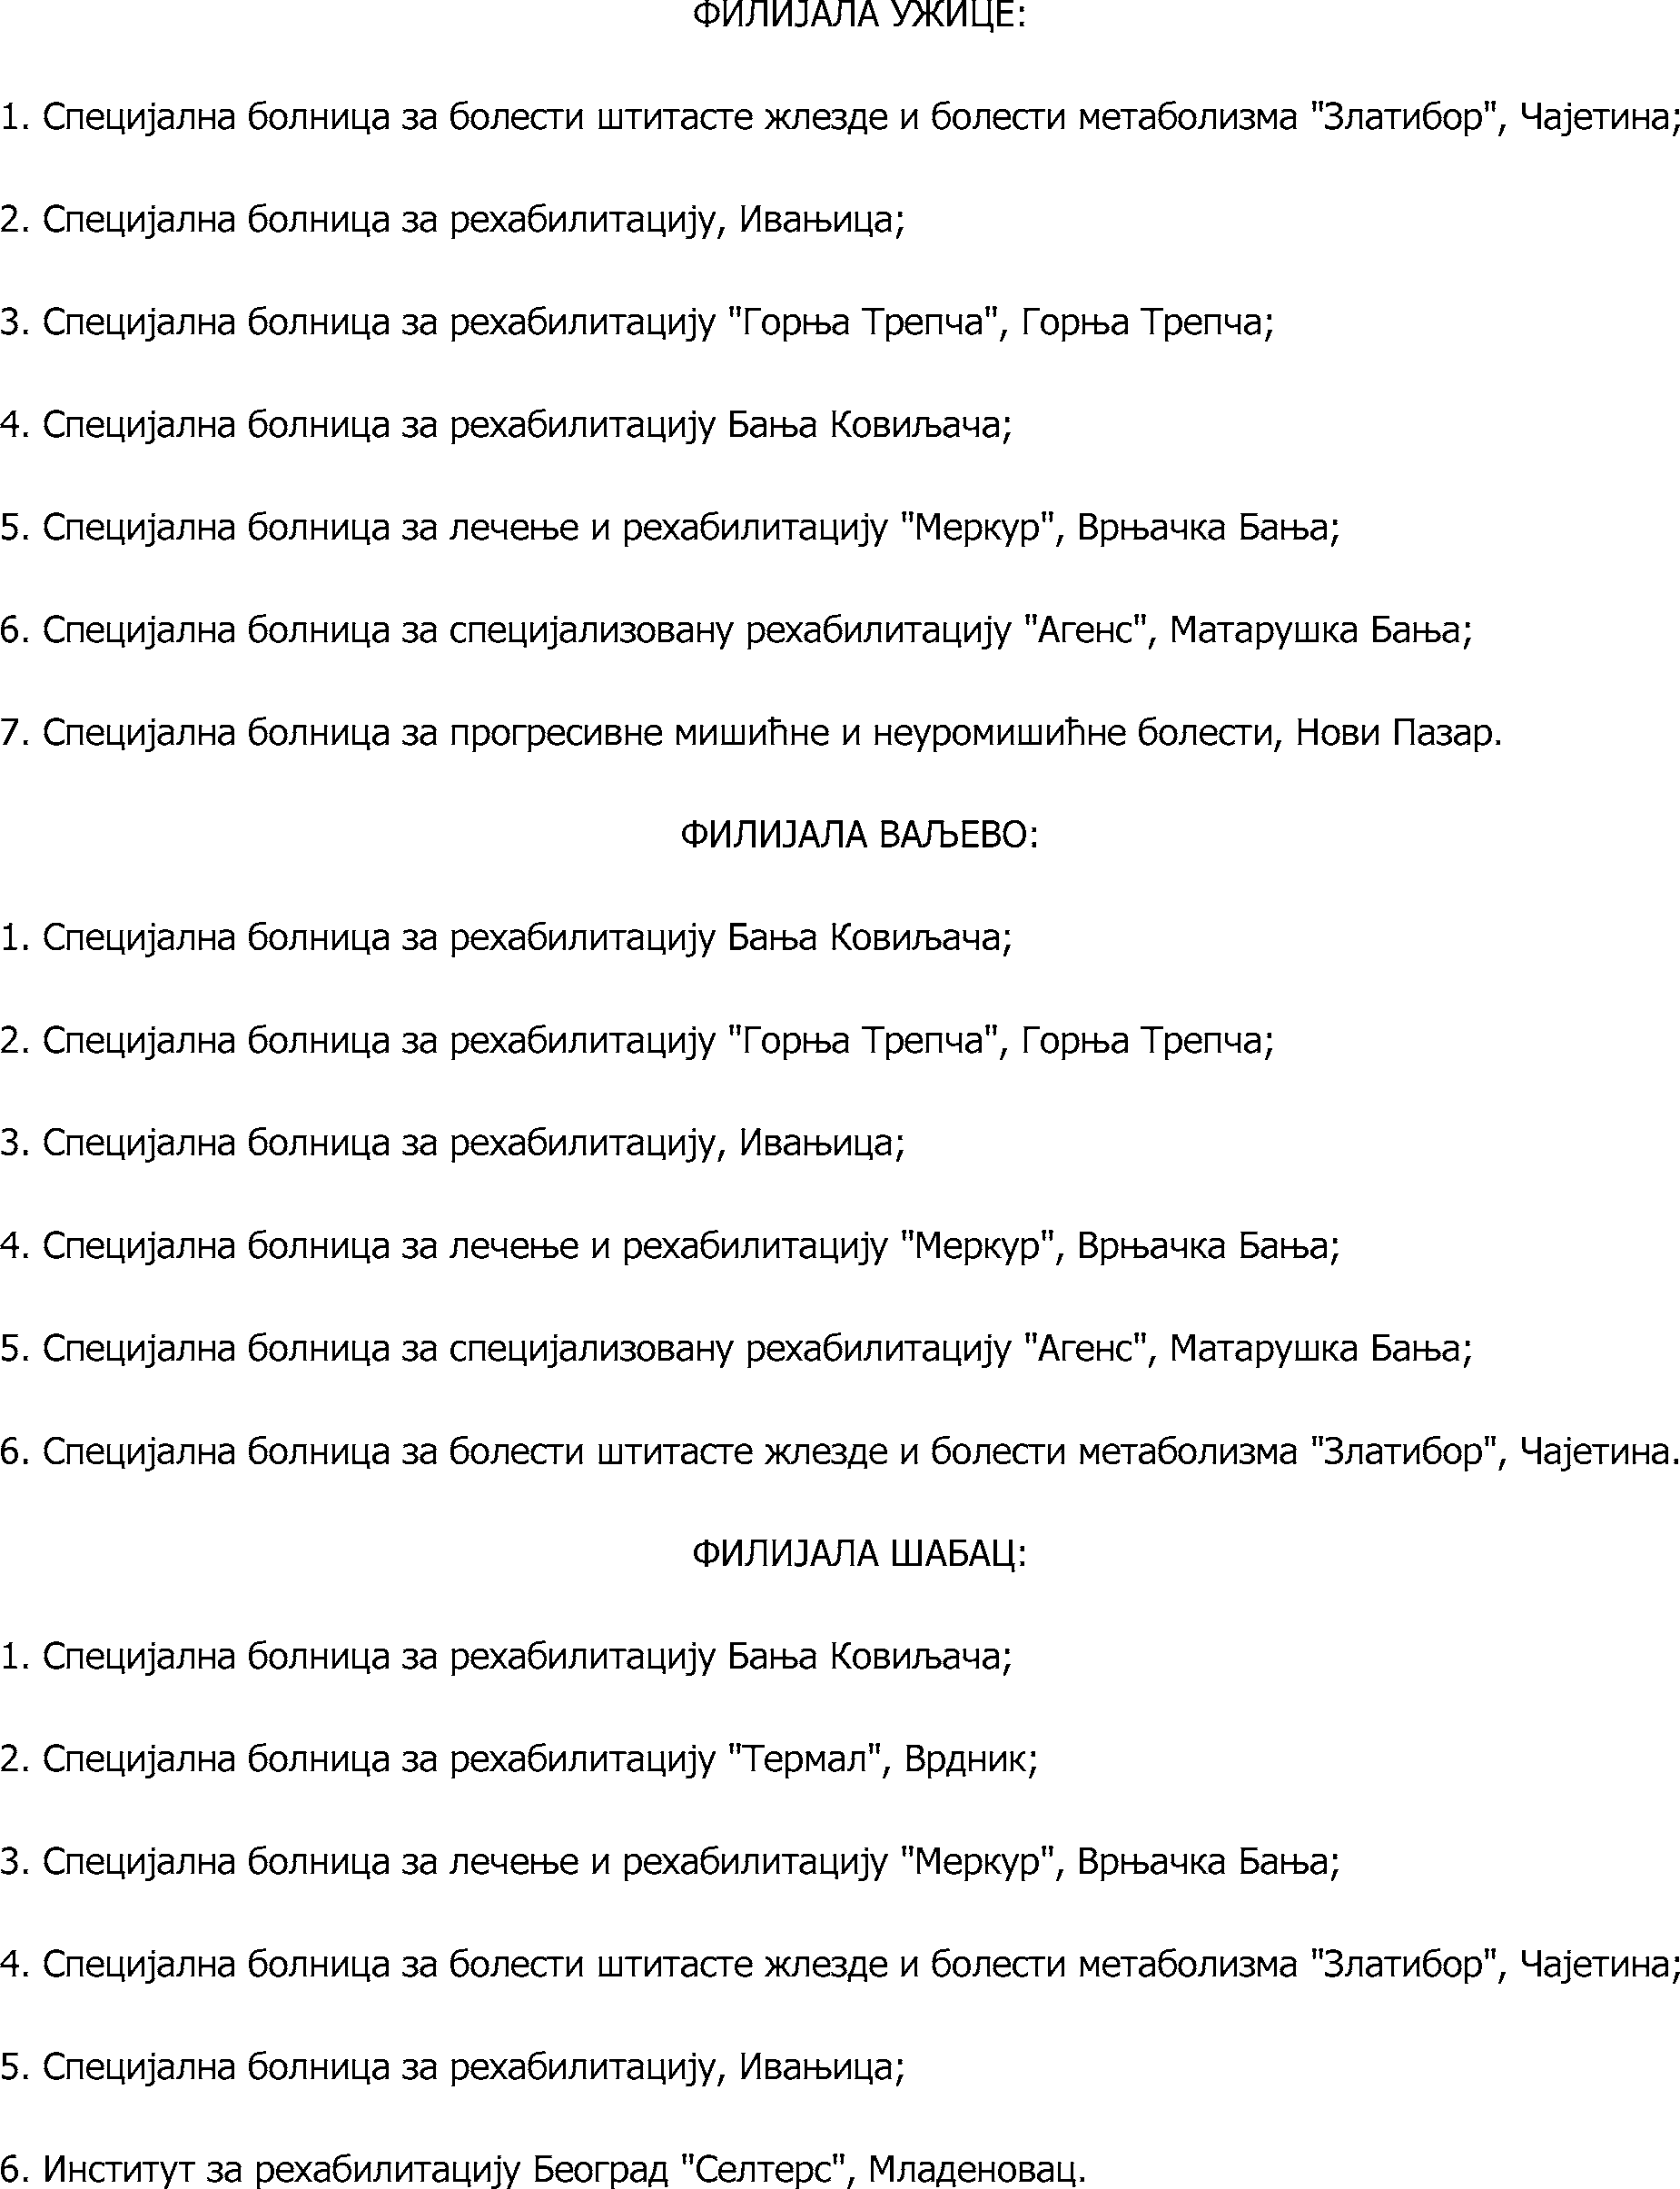 ФИЛИЈАЛА УЖИЦЕ:
1. Специјална болница за болести штитасте жлезде и болести метаболизма "Златибор", Чајетина;
2. Специјална болница за рехабилитацију, Ивањица;
3. Специјална болница за рехабилитацију "Горња Трепча", Горња Трепча;
4. Специјална болница за рехабилитацију Бања Ковиљача;
5. Специјална болница за лечење и рехабилитацију "Меркур", Врњачка Бања;
6. Специјална болница за специјализовану рехабилитацију "Агенс", Матарушка Бања;
7. Специјална болница за прогресивне мишићне и неуромишићне болести, Нови Пазар.
ФИЛИЈАЛА ВАЉЕВО:
1. Специјална болница за рехабилитацију Бања Ковиљача;
2. Специјална болница за рехабилитацију "Горња Трепча", Горња Трепча;
3. Специјална болница за рехабилитацију, Ивањица;
4. Специјална болница за лечење и рехабилитацију "Меркур", Врњачка Бања;
5. Специјална болница за специјализовану рехабилитацију "Агенс", Матарушка Бања;
6. Специјална болница за болести штитасте жлезде и болести метаболизма "Златибор", Чајетина.
ФИЛИЈАЛА ШАБАЦ:
1. Специјална болница за рехабилитацију Бања Ковиљача;
2. Специјална болница за рехабилитацију "Термал", Врдник;
3. Специјална болница за лечење и рехабилитацију "Меркур", Врњачка Бања;
4. Специјална болница за болести штитасте жлезде и болести метаболизма "Златибор", Чајетина;
5. Специјална болница за рехабилитацију, Ивањица;
6. Институт за рехабилитацију Београд "Селтерс", Младеновац.